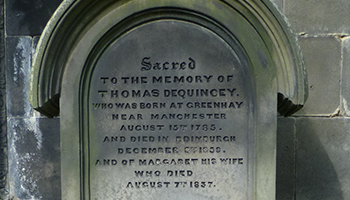 Sacred
TO THE MEMORY OF
THOMAS DEQUINCEY.
WHO WAS BORN AT GREENHAY
NEAR MANCHESTER
AUGUST 15TH 1785.
AND DIED IN EDINBURGH
DECEMBER 8TH 1859.
AND OF MARGARET HIS WIFE
WHO DIED
AUGUST 7TH 1837.